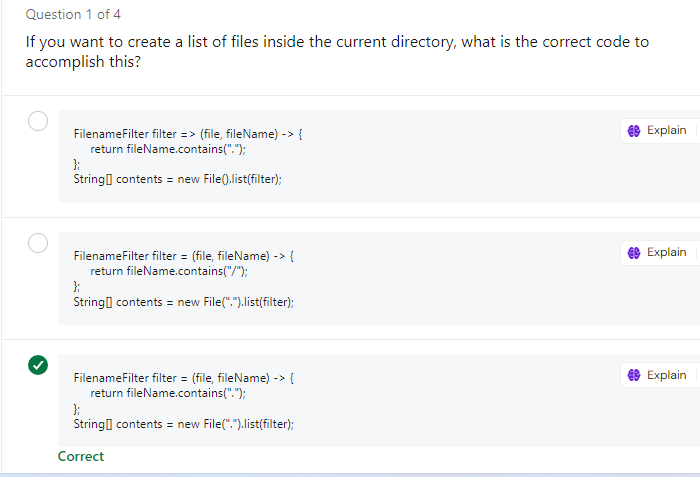 Question 1 of 4
If you want to create a list of files inside the current directory, what is the correct code to
accomplish this?
FilenameFilter filter => (file, fileName) -> {
return fileName.contains(".");
};
String[] contents = new File().list(filter);
Explain
FilenameFilter filter = (file, fileName) -> {
return fileName.contains("/");
};
String[] contents = new File(".").list(filter);
Explain
FilenameFilter filter = (file, fileName) -> {
return fileName.contains(".");
};
String[] contents = new File(".").list(filter);
Explain
Correct